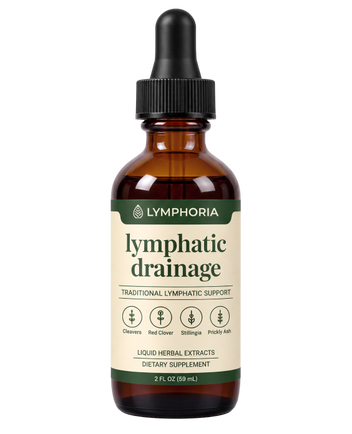 LYMPHORIA
lymphatic
drainage
TRADITIONAL LYMPHATIC SUPPORT
Cleavers Red Clover Stillingia Prickly Ash
LIQUID HERBAL EXTRACTS
DIETARY SUPPLEMENT
2 FL OZ (59 mL)